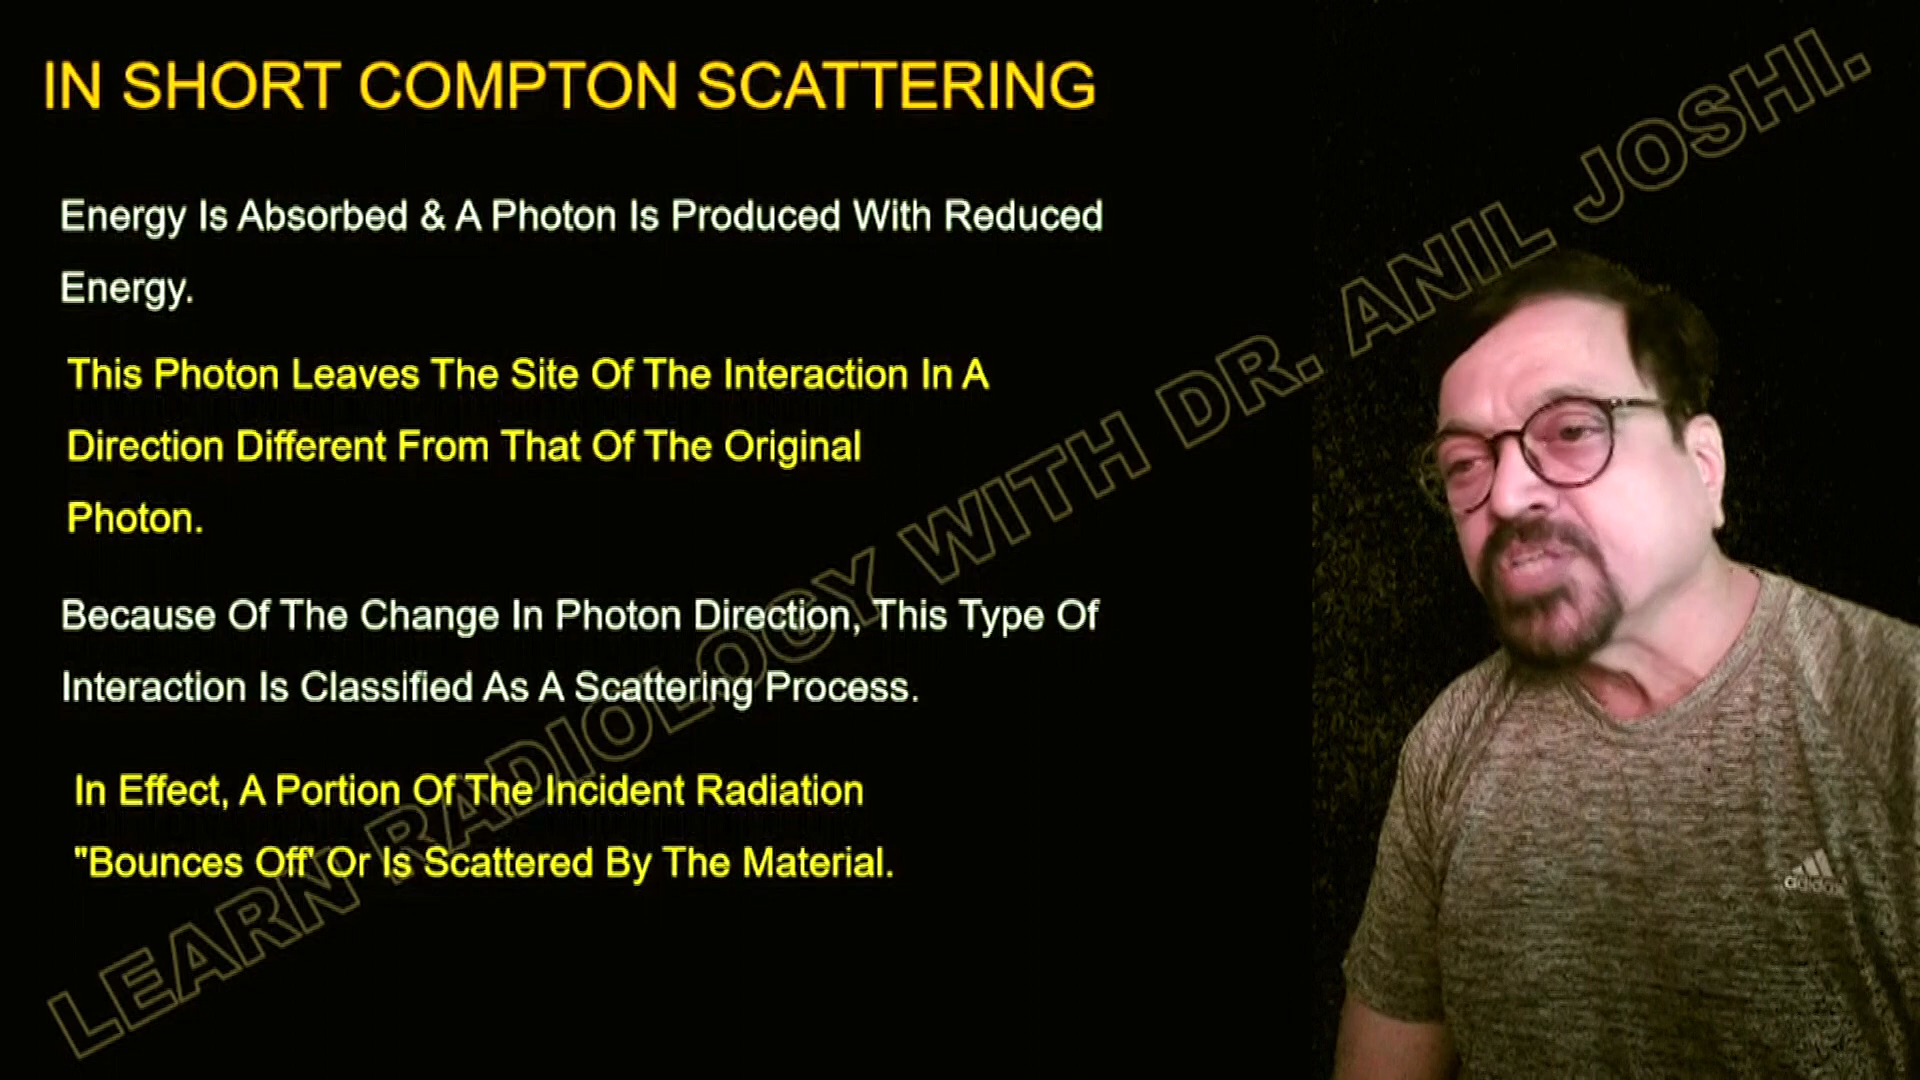 IN SHORT COMPTON SCATTERING
Energy Is Absorbed & A Photon Is Produced With Reduced
Energy.
This Photon Leaves The Site Of The Interaction In A
Direction Different From That Of The Original
Photon.
Because Of The Change In Photon Direction, This Type Of
Interaction Is Classified As A Scattering Process.
In Effect, A Portion Of The Incident Radiation
"Bounces Off' Or Is Scattered By The Material.
LEARN RADIOLOGY WITH DR. ANIL JOSHI.
adidas